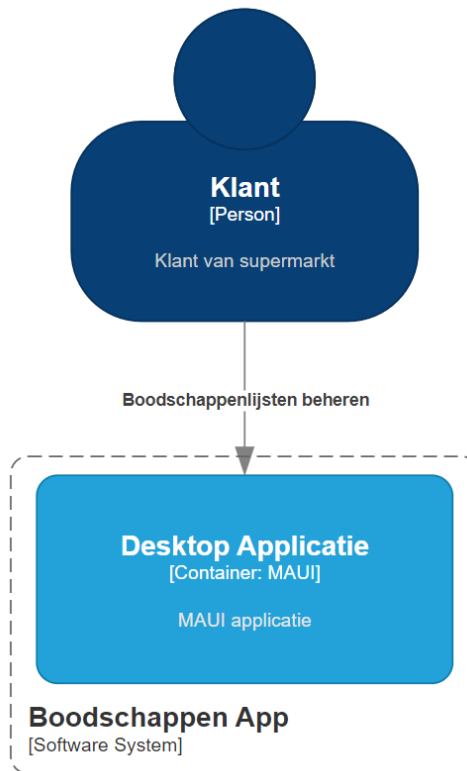 Klant
[Person]
Klant van supermarkt
Boodschappenlijsten beheren
Desktop Applicatie
[Container: MAUI]
MAUI applicatie
Boodschappen App
[Software System]